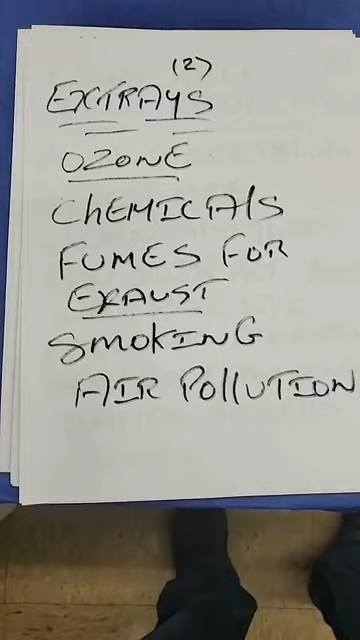 (2)
EXTRAYS
OZONE
CHEMICAlS
FUMES FOR
EXAUST
SMOKING
AIR POllUTION